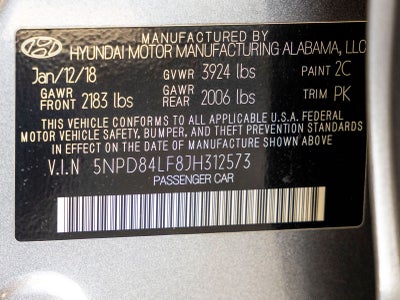 MANUFACTURED BY
HYUNDAI MOTOR MANUFACTURING ALABAMA, LLC
Jan/12/18 GVWR 3924 lbs PAINT 2C
GAWR FRONT 2183 lbs GAWR REAR 2006 lbs TRIM PK
THIS VEHICLE CONFORMS TO ALL APPLICABLE U.S.A. FEDERAL
MOTOR VEHICLE SAFETY, BUMPER, AND THEFT PREVENTION
STANDARDS IN EFFECT ON THE DATE OF MANUFACTURE SHOWN
ABOVE.
V.I.N 5NPD84LF8JH312573
PASSENGER CAR